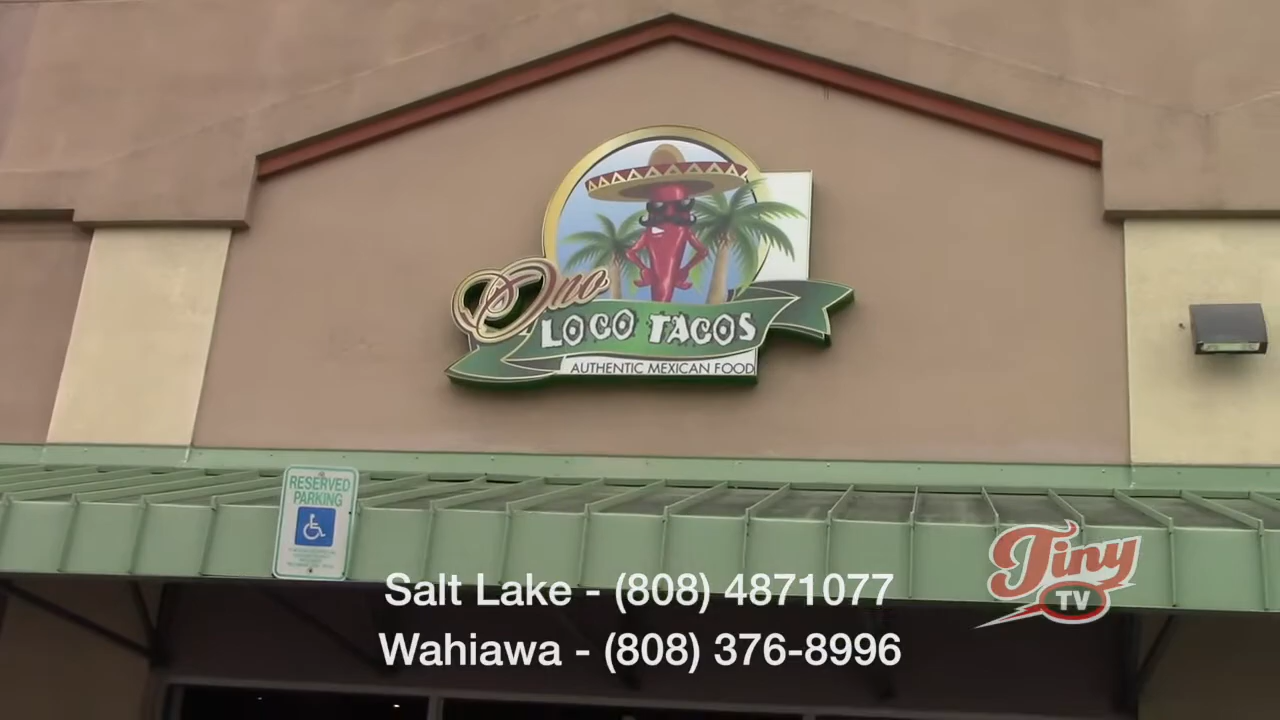 Ono
LOCO TACOS
AUTHENTIC MEXICAN FOOD
RESERVED
PARKING
Salt Lake - (808) 4871077
Wahiawa - (808) 376-8996
Tiny
TV